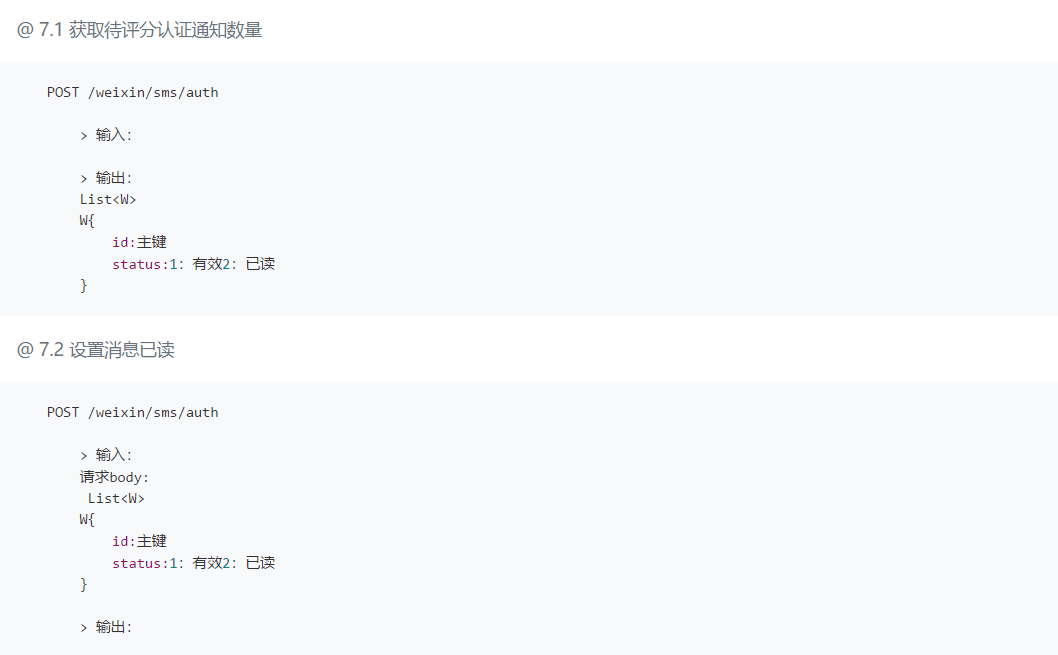 @ 7.1 获取待评分认证通知数量
POST /weixin/sms/auth
> 输入:
> 输出:
List<W>
W{
id:主键
status:1: 有效2: 已读
}
@ 7.2 设置消息已读
POST /weixin/sms/auth
> 输入:
请求body:
List<W>
W{
id:主键
status:1: 有效2: 已读
}
> 输出: